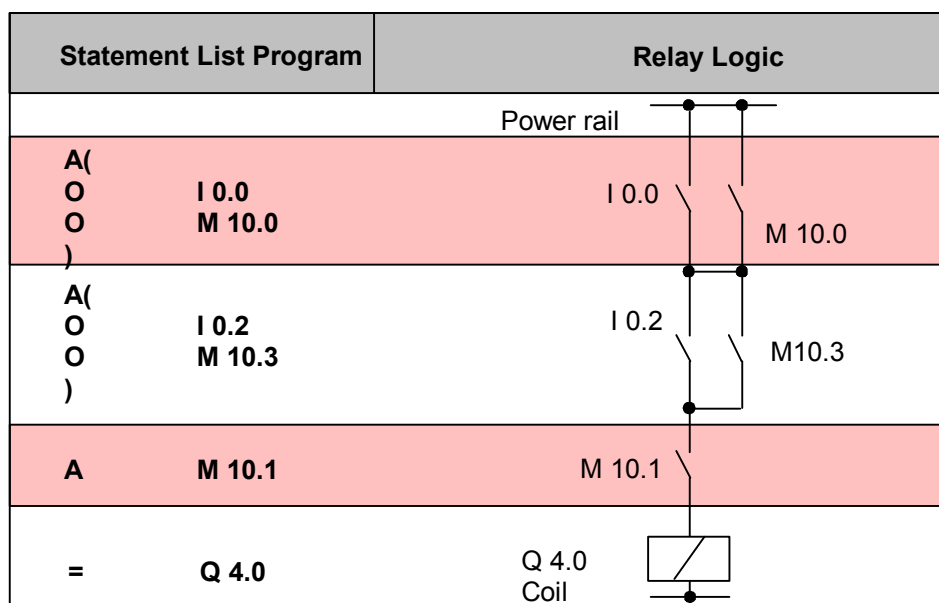 Statement List Program Relay Logic
Power rail
A(
O I 0.0
O M 10.0
)
I 0.0
M 10.0
A(
O I 0.2
O M 10.3
)
I 0.2
M10.3
A M 10.1
M 10.1
= Q 4.0
Q 4.0
Coil